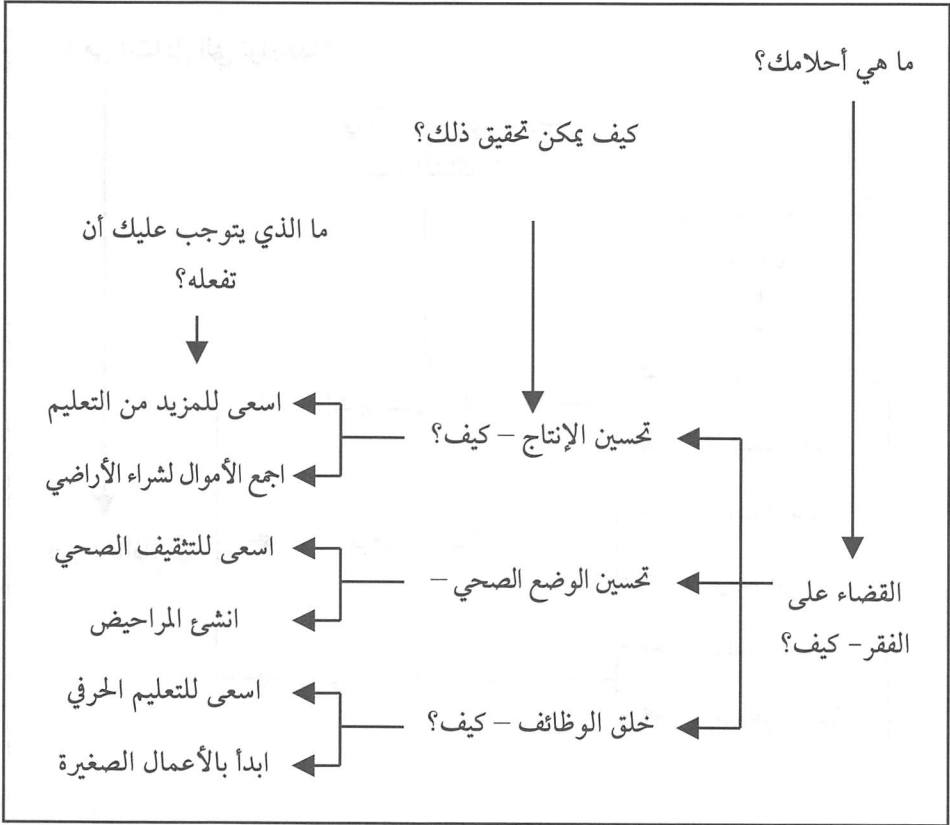 ما هي أحلامك؟
كيف يمكن تحقيق ذلك؟
ما الذي يتوجب عليك أن
تفعله؟
القضاء على
الفقر – كيف؟
تحسين الإنتاج – كيف؟
تحسين الوضع الصحي –
خلق الوظائف – كيف؟
اسعى للمزيد من التعليم
اجمع الأموال لشراء الأراضي
اسعى للتثقيف الصحي
انشئ المراحيض
اسعى للتعليم الحرفي
ابدأ بالأعمال الصغيرة